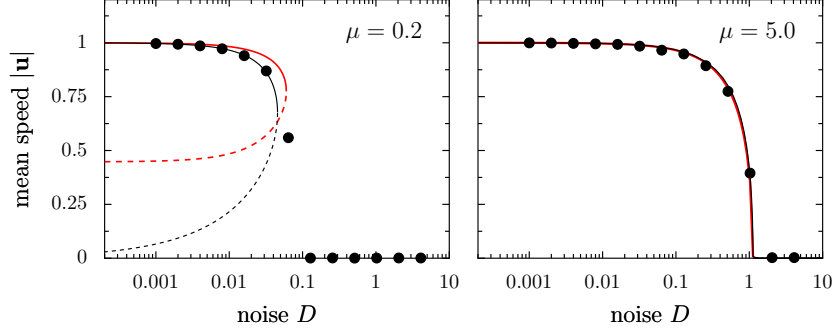 mean speed |u|
μ = 0.2
1
0.75
0.5
0.25
0
0.001 0.01 0.1 1 10
noise D
μ = 5.0
0.001 0.01 0.1 1 10
noise D